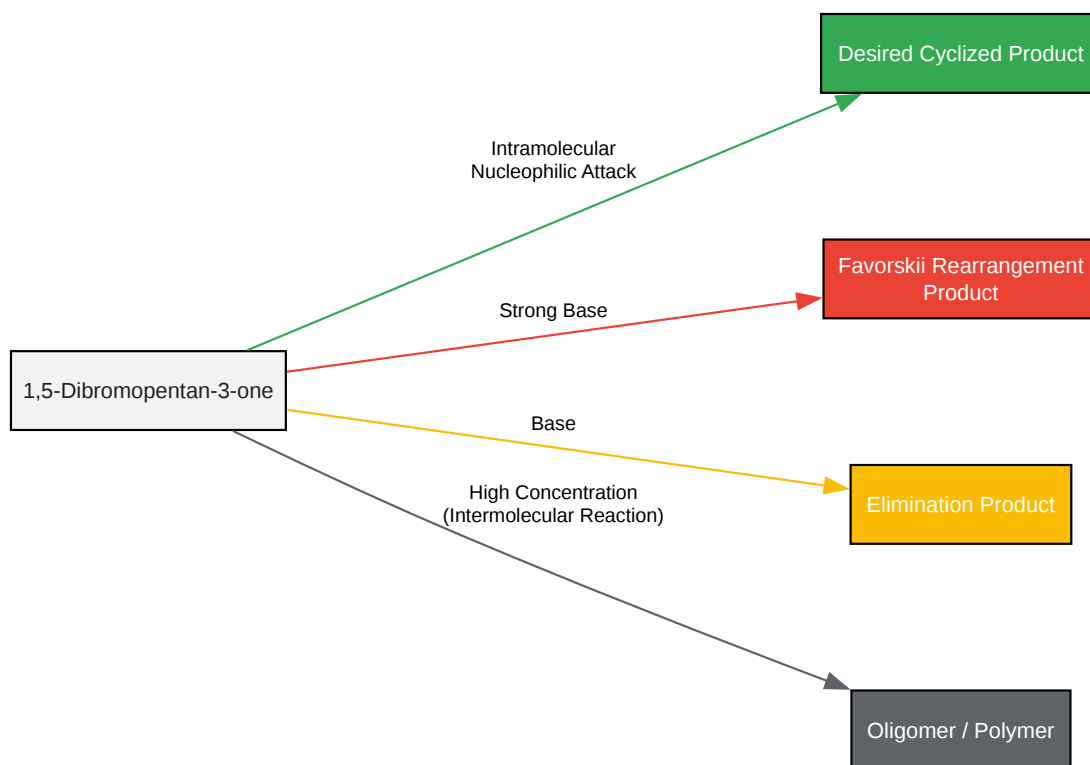 Desired Cyclized Product
Intramolecular
Nucleophilic Attack
Favorskii Rearrangement
Product
Strong Base
1,5-Dibromopentan-3-one
Base
High Concentration
(Intermolecular Reaction)
Elimination Product
Oligomer / Polymer